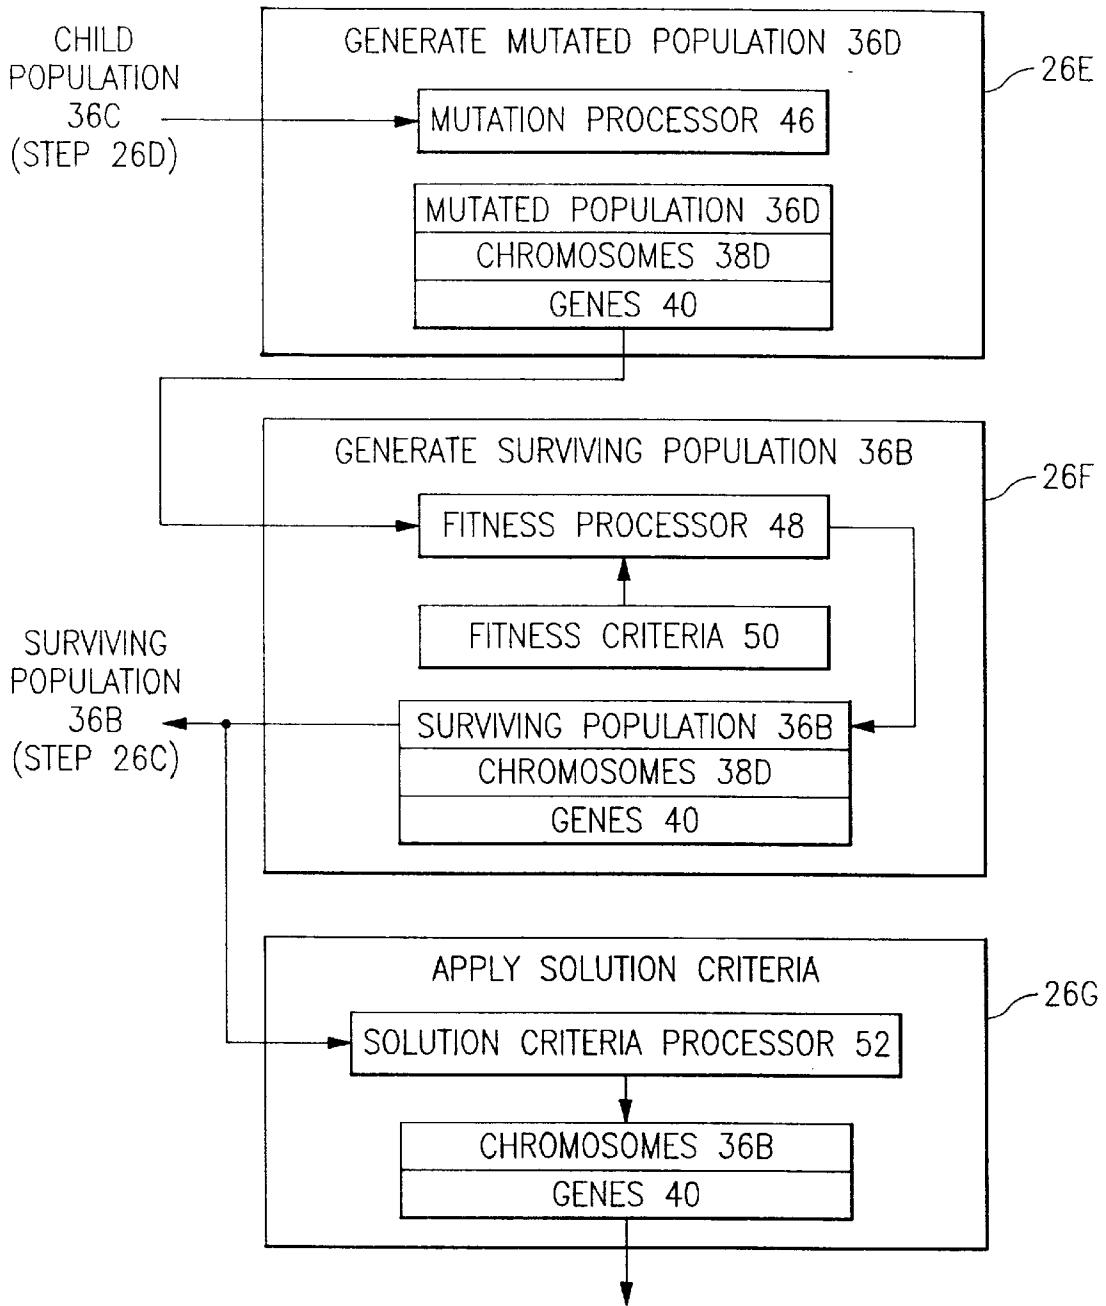 CHILD
POPULATION
36C
(STEP 26D)
GENERATE MUTATED POPULATION 36D
26E
MUTATION PROCESSOR 46
MUTATED POPULATION 36D
CHROMOSOMES 38D
GENES 40
GENERATE SURVIVING POPULATION 36B
26F
FITNESS PROCESSOR 48
FITNESS CRITERIA 50
SURVIVING
POPULATION
36B
(STEP 26C)
SURVIVING POPULATION 36B
CHROMOSOMES 38D
GENES 40
APPLY SOLUTION CRITERIA
26G
SOLUTION CRITERIA PROCESSOR 52
CHROMOSOMES 36B
GENES 40